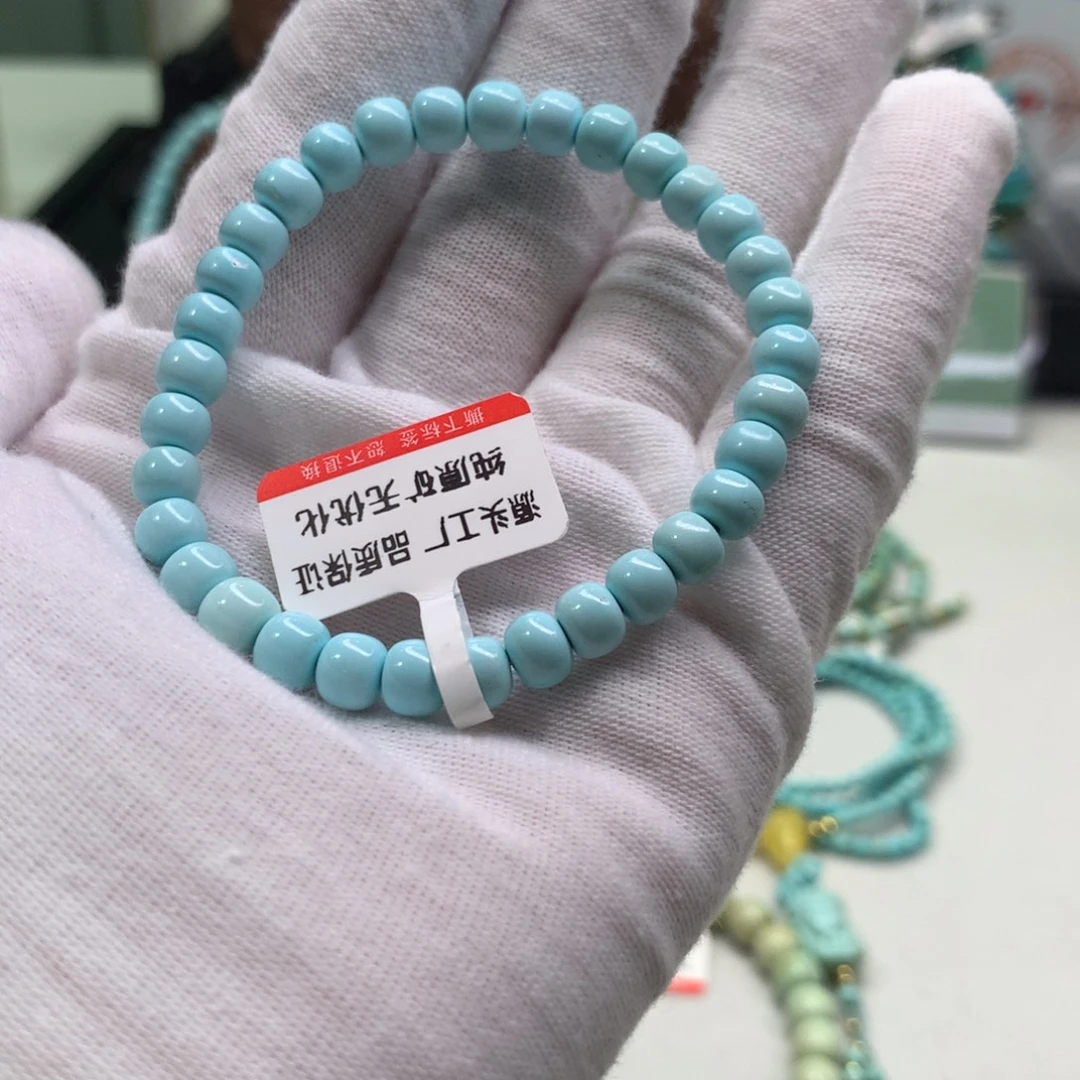 源头工厂 品质保证
纯原矿 无优化
撕下标签 恕不退换